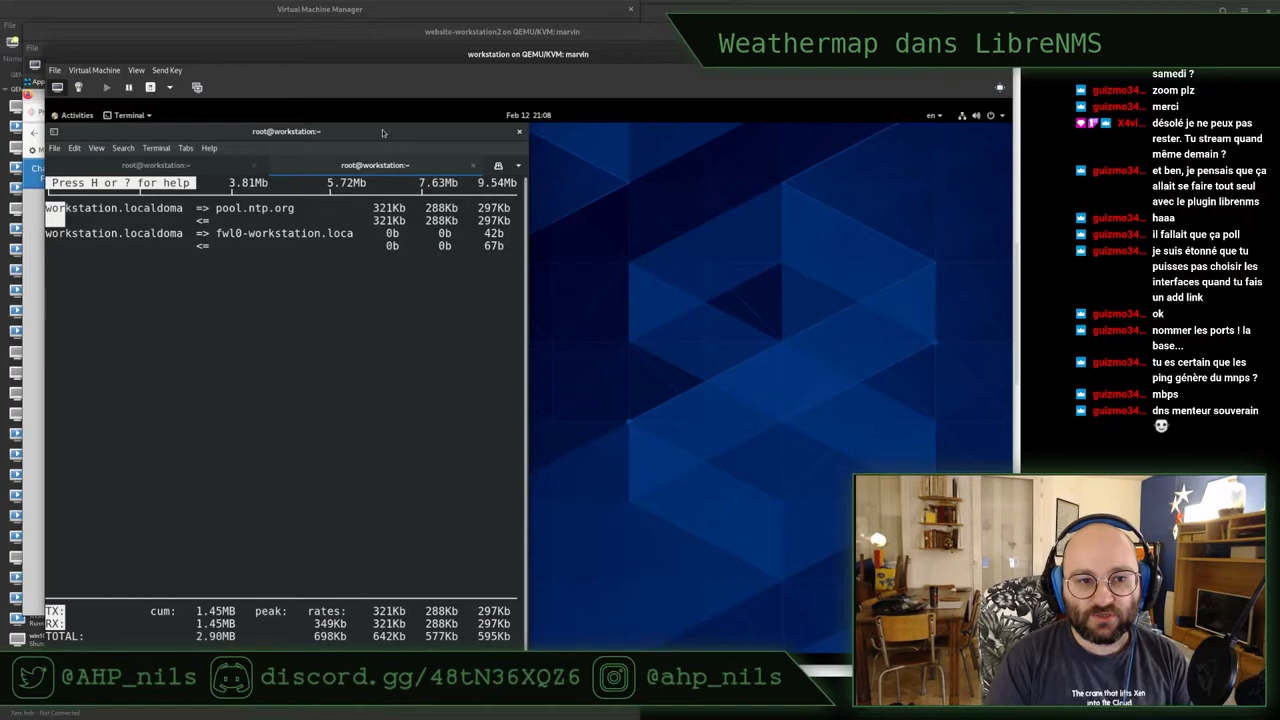 Virtual Machine Manager
File
website-workstation2 on QEMU/KVM: marvin
File
workstation on QEMU/KVM: marvin
File Virtual Machine View Send Key
Activities Terminal Feb 12 21:08 en
root@workstation:~
File Edit View Search Terminal Tabs Help
root@workstation:~ root@workstation:~
Press H or ? for help 3.81Mb 5.72Mb 7.63Mb 9.54Mb
workstation.localdoma => pool.ntp.org 321Kb 288Kb 297Kb
<= 321Kb 288Kb 297Kb
workstation.localdoma => fwl0-workstation.loca 0b 0b 42b
<= 0b 0b 67b
TX: cum: 1.45MB peak: rates: 321Kb 288Kb 297Kb
RX: 1.45MB 349Kb 321Kb 288Kb 297Kb
TOTAL: 2.90MB 698Kb 642Kb 577Kb 595Kb
Weathermap dans LibreNMS
samedi ?
guizmo34... zoom plz
guizmo34... merci
X4vi... désolé je ne peux pas
rester. Tu stream quand
même demain ?
guizmo34... et ben, je pensais que ça
allait se faire tout seul
avec le plugin librenms
guizmo34... haaa
guizmo34... il fallait que ça poll
guizmo34... je suis étonné que tu
puisses pas choisir les
interfaces quand tu fais
un add link
guizmo34... ok
guizmo34... nommer les ports ! la
base...
guizmo34... tu es certain que les
ping génère du mnps ?
guizmo34... mbps
guizmo34... dns menteur souverain
The crane that lifts Xen
into the Cloud
@AHP_nils discord.gg/48tN36XQZ6 @ahp_nils
Xen: hvb - Not Connected